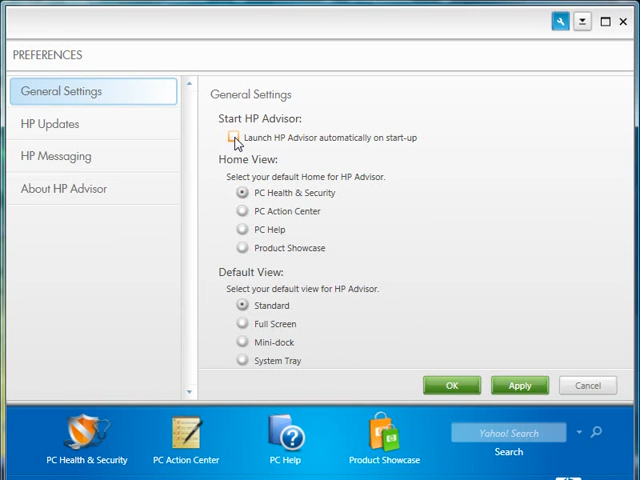 PREFERENCES
General Settings
HP Updates
HP Messaging
About HP Advisor
General Settings
Start HP Advisor:
Launch HP Advisor automatically on start-up
Home View:
Select your default Home for HP Advisor.
PC Health & Security
PC Action Center
PC Help
Product Showcase
Default View:
Select your default view for HP Advisor.
Standard
Full Screen
Mini-dock
System Tray
OK
Apply
Cancel
PC Health & Security
PC Action Center
PC Help
Product Showcase
Yahoo! Search
Search